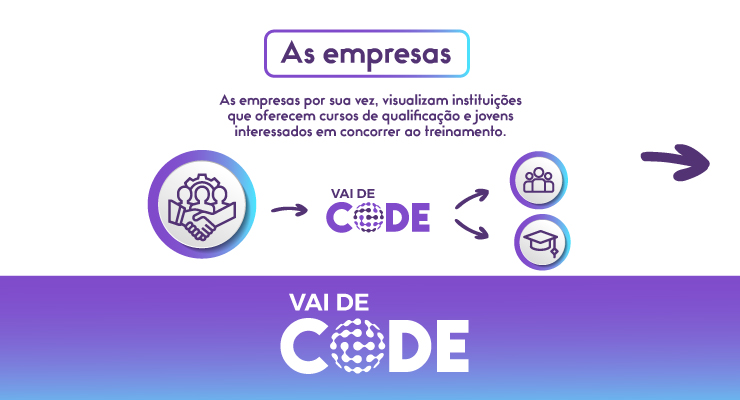 As empresas
As empresas por sua vez, visualizam instituições
que oferecem cursos de qualificação e jovens
interessados em concorrer ao treinamento.
VAI DE
CODE
VAI DE
CODE